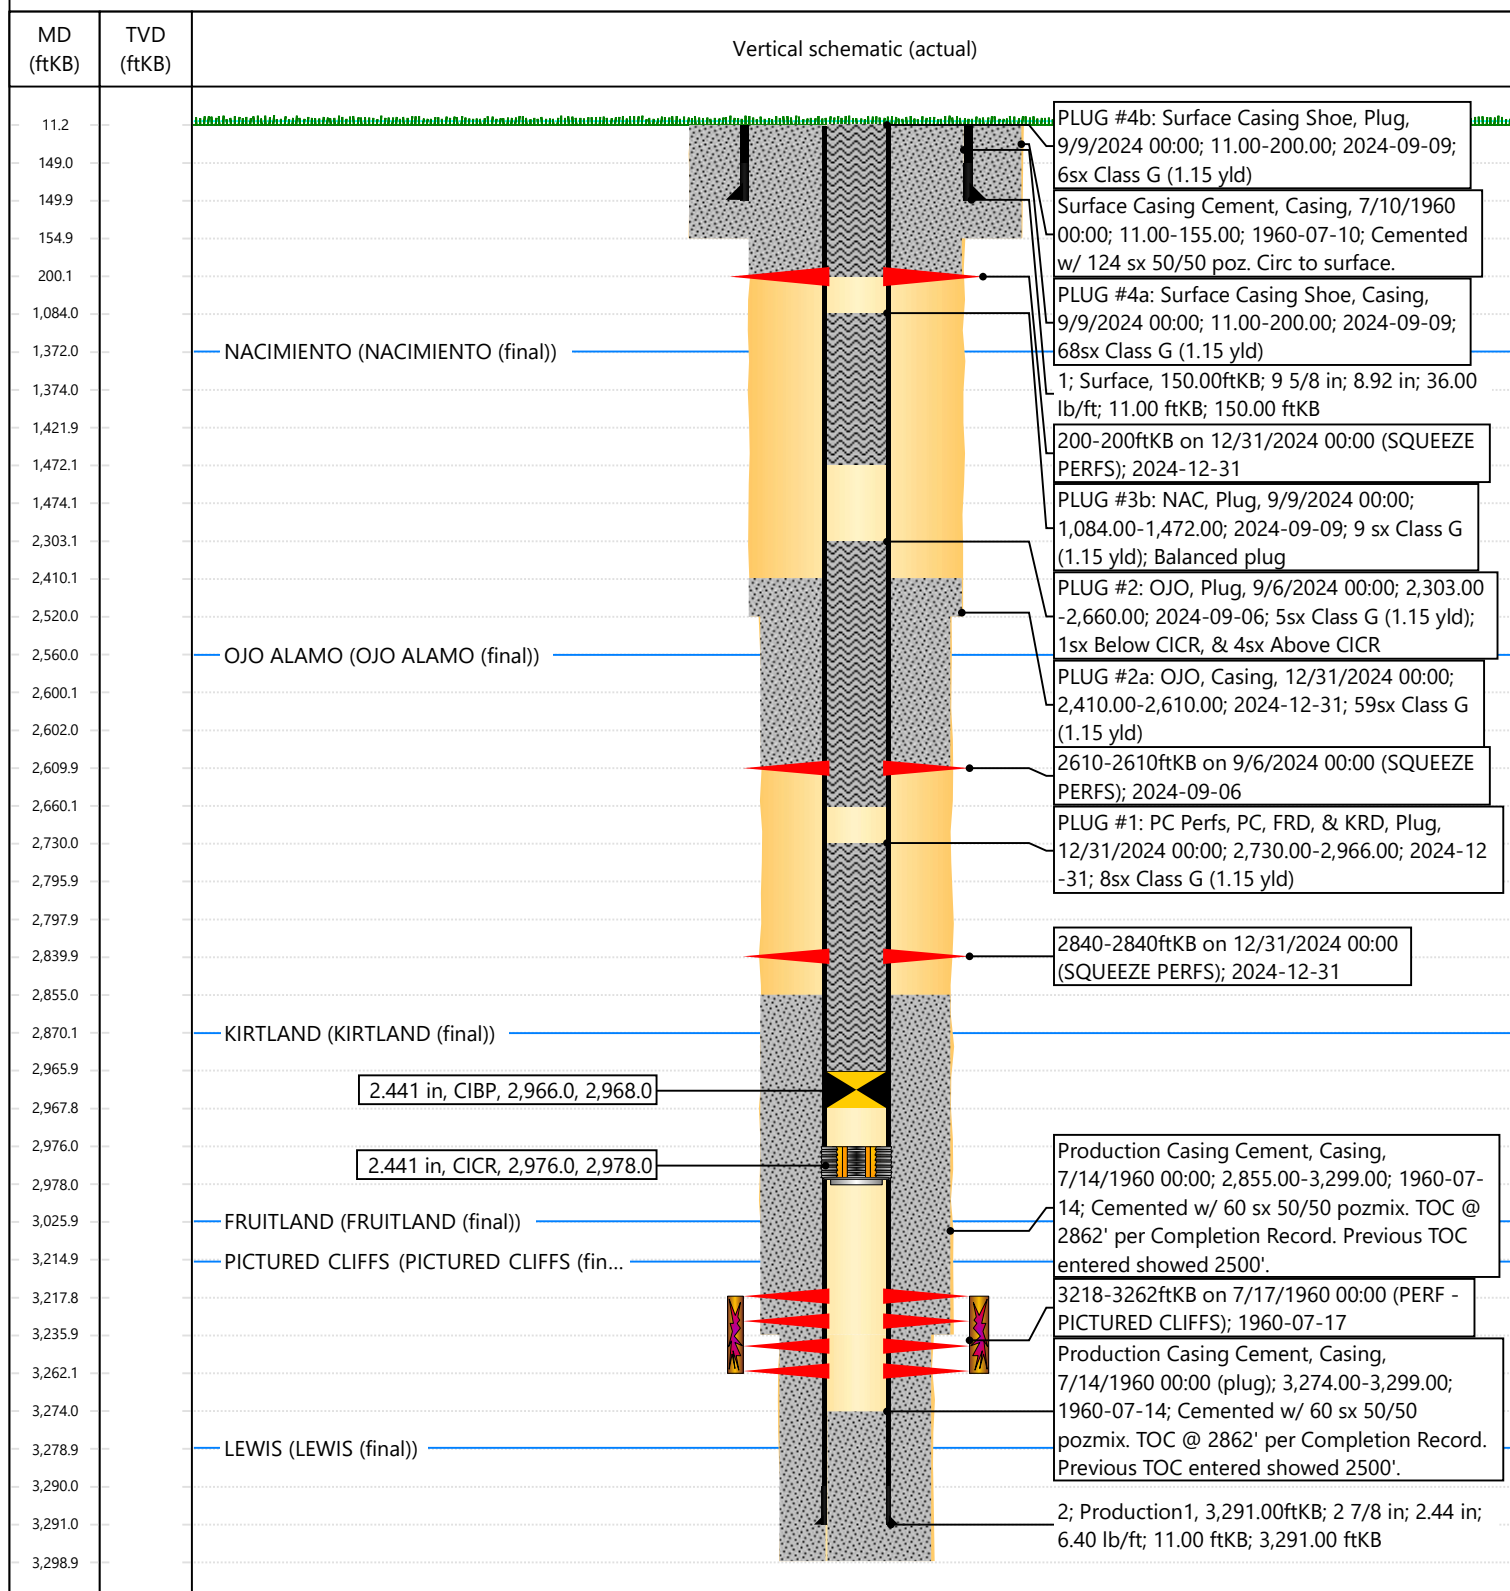 MD
(ftKB)
TVD
(ftKB)
Vertical schematic (actual)
11.2
149.0
149.9
154.9
200.1
1,084.0
1,372.0
1,374.0
1,421.9
1,472.1
1,474.1
2,303.1
2,410.1
2,520.0
2,560.0
2,600.1
2,602.0
2,609.9
2,660.1
2,730.0
2,795.9
2,797.9
2,839.9
2,855.0
2,870.1
2,965.9
2,967.8
2,976.0
2,978.0
3,025.9
3,214.9
3,217.8
3,235.9
3,262.1
3,274.0
3,278.9
3,290.0
3,291.0
3,298.9
NACIMIENTO (NACIMIENTO (final))
OJO ALAMO (OJO ALAMO (final))
KIRTLAND (KIRTLAND (final))
2.441 in, CIBP, 2,966.0, 2,968.0
2.441 in, CICR, 2,976.0, 2,978.0
FRUITLAND (FRUITLAND (final))
PICTURED CLIFFS (PICTURED CLIFFS (fin...
LEWIS (LEWIS (final))
PLUG #4b: Surface Casing Shoe, Plug,
9/9/2024 00:00; 11.00-200.00; 2024-09-09;
6sx Class G (1.15 yld)
Surface Casing Cement, Casing, 7/10/1960
00:00; 11.00-155.00; 1960-07-10; Cemented
w/ 124 sx 50/50 poz. Circ to surface.
PLUG #4a: Surface Casing Shoe, Casing,
9/9/2024 00:00; 11.00-200.00; 2024-09-09;
68sx Class G (1.15 yld)
1; Surface, 150.00ftKB; 9 5/8 in; 8.92 in; 36.00
lb/ft; 11.00 ftKB; 150.00 ftKB
200-200ftKB on 12/31/2024 00:00 (SQUEEZE
PERFS); 2024-12-31
PLUG #3b: NAC, Plug, 9/9/2024 00:00;
1,084.00-1,472.00; 2024-09-09; 9 sx Class G
(1.15 yld); Balanced plug
PLUG #2: OJO, Plug, 9/6/2024 00:00; 2,303.00
-2,660.00; 2024-09-06; 5sx Class G (1.15 yld);
1sx Below CICR, & 4sx Above CICR
PLUG #2a: OJO, Casing, 12/31/2024 00:00;
2,410.00-2,610.00; 2024-12-31; 59sx Class G
(1.15 yld)
2610-2610ftKB on 9/6/2024 00:00 (SQUEEZE
PERFS); 2024-09-06
PLUG #1: PC Perfs, PC, FRD, & KRD, Plug,
12/31/2024 00:00; 2,730.00-2,966.00; 2024-12
-31; 8sx Class G (1.15 yld)
2840-2840ftKB on 12/31/2024 00:00
(SQUEEZE PERFS); 2024-12-31
Production Casing Cement, Casing,
7/14/1960 00:00; 2,855.00-3,299.00; 1960-07-
14; Cemented w/ 60 sx 50/50 pozmix. TOC @
2862' per Completion Record. Previous TOC
entered showed 2500'.
3218-3262ftKB on 7/17/1960 00:00 (PERF -
PICTURED CLIFFS); 1960-07-17
Production Casing Cement, Casing,
7/14/1960 00:00 (plug); 3,274.00-3,299.00;
1960-07-14; Cemented w/ 60 sx 50/50
pozmix. TOC @ 2862' per Completion Record.
Previous TOC entered showed 2500'.
2; Production1, 3,291.00ftKB; 2 7/8 in; 2.44 in;
6.40 lb/ft; 11.00 ftKB; 3,291.00 ftKB